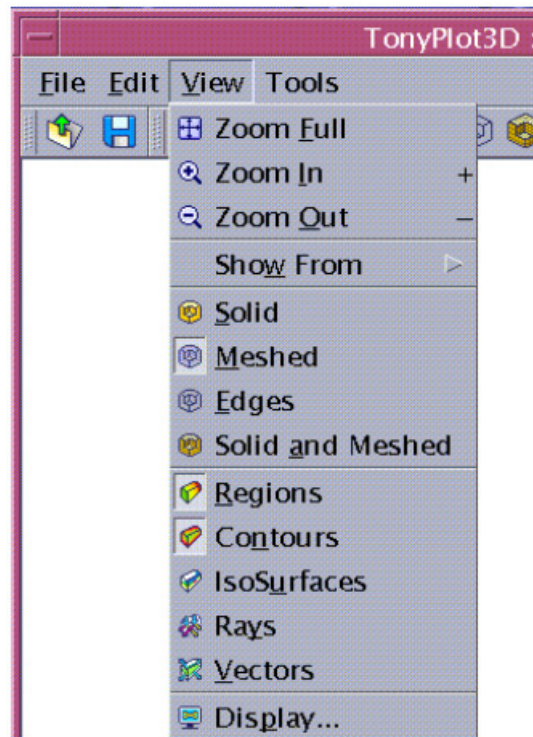 TonyPlot3D :
File Edit View Tools
Zoom Full
Zoom In +
Zoom Out –
Show From
Solid
Meshed
Edges
Solid and Meshed
Regions
Contours
IsoSurfaces
Rays
Vectors
Display...